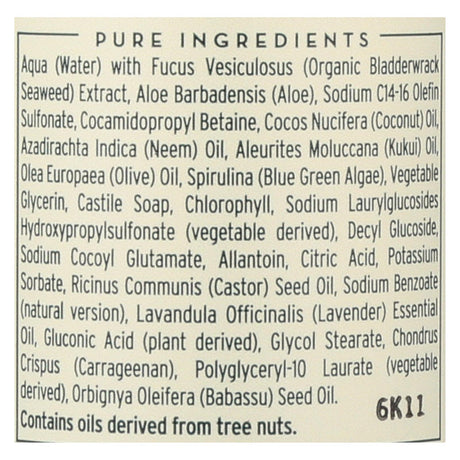 PURE INGREDIENTS
Aqua (Water) with Fucus Vesiculosus (Organic Bladderwrack
Seaweed) Extract, Aloe Barbadensis (Aloe), Sodium C14-16 Olefin
Sulfonate, Cocamidopropyl Betaine, Cocos Nucifera (Coconut) Oil,
Azadirachta Indica (Neem) Oil, Aleurites Moluccana (Kukui) Oil,
Olea Europaea (Olive) Oil, Spirulina (Blue Green Algae), Vegetable
Glycerin, Castile Soap, Chlorophyll, Sodium Laurylglucosides
Hydroxypropylsulfonate (vegetable derived), Decyl Glucoside,
Sodium Cocoyl Glutamate, Allantoin, Citric Acid, Potassium
Sorbate, Ricinus Communis (Castor) Seed Oil, Sodium Benzoate
(natural version), Lavandula Officinalis (Lavender) Essential
Oil, Gluconic Acid (plant derived), Glycol Stearate, Chondrus
Crispus (Carrageenan), Polyglyceryl-10 Laurate (vegetable
derived), Orbignya Oleifera (Babassu) Seed Oil.
6K11
Contains oils derived from tree nuts.